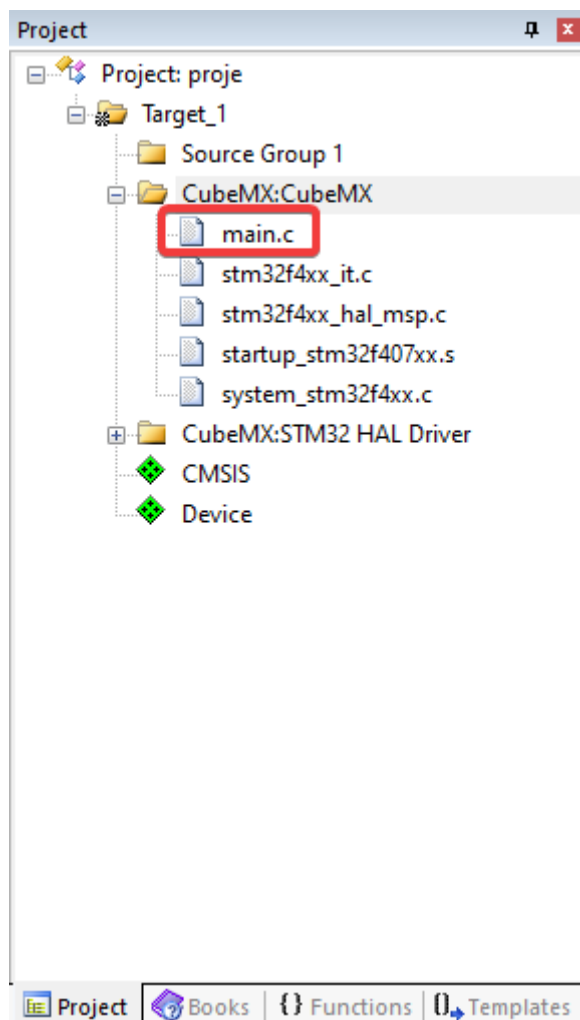 Project
Project: proje
Target_1
Source Group 1
CubeMX:CubeMX
main.c
stm32f4xx_it.c
stm32f4xx_hal_msp.c
startup_stm32f407xx.s
system_stm32f4xx.c
CubeMX:STM32 HAL Driver
CMSIS
Device
Project Books {} Functions 0 Templates